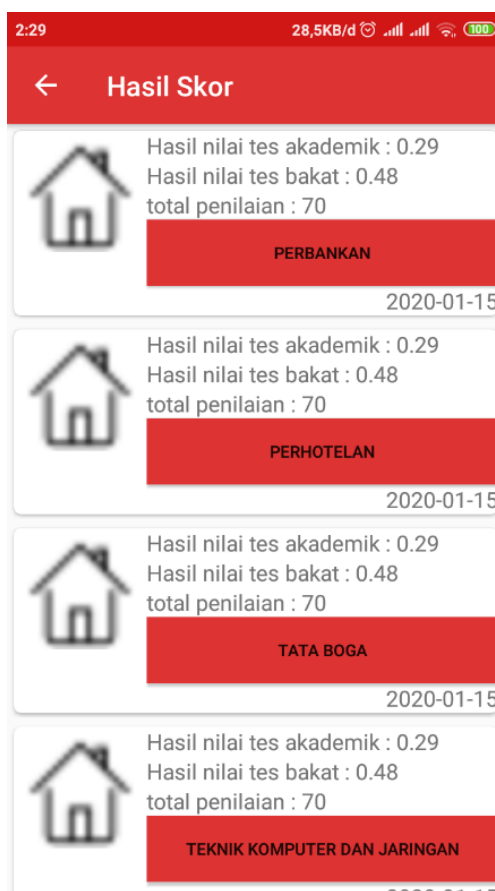 2:29
28,5KB/d
100
Hasil Skor
Hasil nilai tes akademik : 0.29
Hasil nilai tes bakat : 0.48
total penilaian : 70
PERBANKAN
2020-01-15
Hasil nilai tes akademik : 0.29
Hasil nilai tes bakat : 0.48
total penilaian : 70
PERHOTELAN
2020-01-15
Hasil nilai tes akademik : 0.29
Hasil nilai tes bakat : 0.48
total penilaian : 70
TATA BOGA
2020-01-15
Hasil nilai tes akademik : 0.29
Hasil nilai tes bakat : 0.48
total penilaian : 70
TEKNIK KOMPUTER DAN JARINGAN